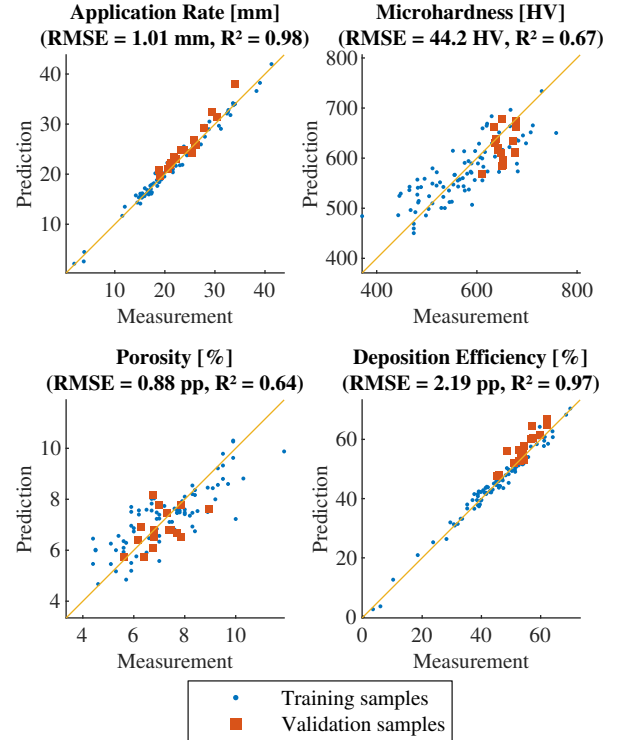 Application Rate [mm]
(RMSE = 1.01 mm, R² = 0.98)
40
30
20
10
Prediction
10 20 30 40
Measurement
Microhardness [HV]
(RMSE = 44.2 HV, R² = 0.67)
800
700
600
500
400
Prediction
400 600 800
Measurement
Porosity [%]
(RMSE = 0.88 pp, R² = 0.64)
10
8
6
4
Prediction
4 6 8 10
Measurement
Deposition Efficiency [%]
(RMSE = 2.19 pp, R² = 0.97)
60
40
20
0
Prediction
0 20 40 60
Measurement
Training samples
Validation samples